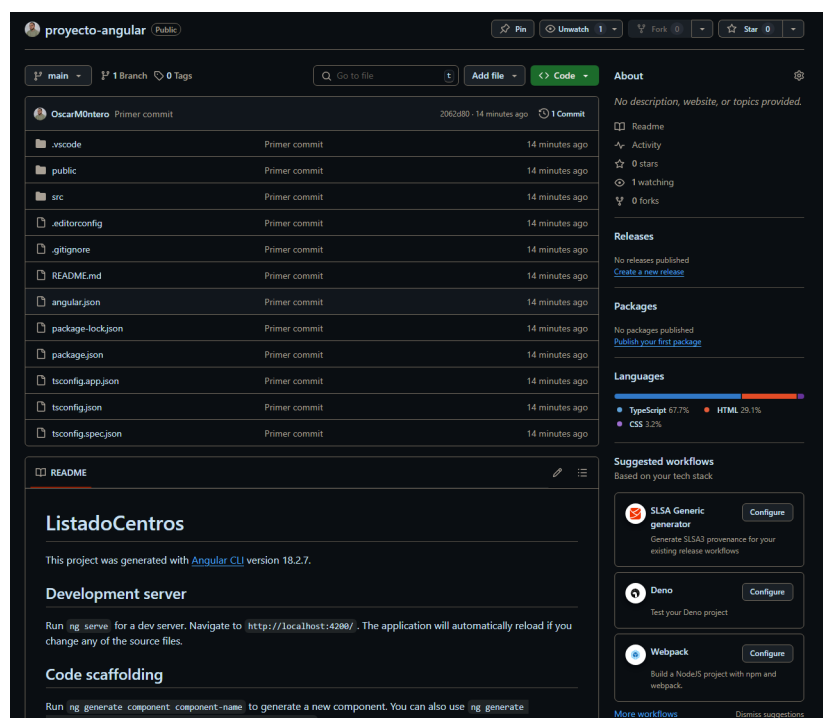 proyecto-angular Public
Pin
Unwatch 1
Fork 0
Star 0
main
1 Branch
0 Tags
Go to file
t
Add file
<> Code
OscarM0ntero Primer commit
2062d80 · 14 minutes ago
1 Commit
.vscode Primer commit 14 minutes ago
public Primer commit 14 minutes ago
src Primer commit 14 minutes ago
.editorconfig Primer commit 14 minutes ago
.gitignore Primer commit 14 minutes ago
README.md Primer commit 14 minutes ago
angular.json Primer commit 14 minutes ago
package-lock.json Primer commit 14 minutes ago
package.json Primer commit 14 minutes ago
tsconfig.app.json Primer commit 14 minutes ago
tsconfig.json Primer commit 14 minutes ago
tsconfig.spec.json Primer commit 14 minutes ago
README
ListadoCentros
This project was generated with Angular CLI version 18.2.7.
Development server
Run ng serve for a dev server. Navigate to http://localhost:4200/. The application will automatically reload if you
change any of the source files.
Code scaffolding
Run ng generate component component-name to generate a new component. You can also use ng generate
About
No description, website, or topics provided.
Readme
Activity
0 stars
1 watching
0 forks
Releases
No releases published
Create a new release
Packages
No packages published
Publish your first package
Languages
TypeScript 67.7%
HTML 29.1%
CSS 3.2%
Suggested workflows
Based on your tech stack
SLSA Generic
generator
Configure
Generate SLSA3 provenance for your
existing release workflows
Deno
Configure
Test your Deno project
Webpack
Configure
Build a NodeJS project with npm and
webpack.
More workflows
Dismiss suggestions